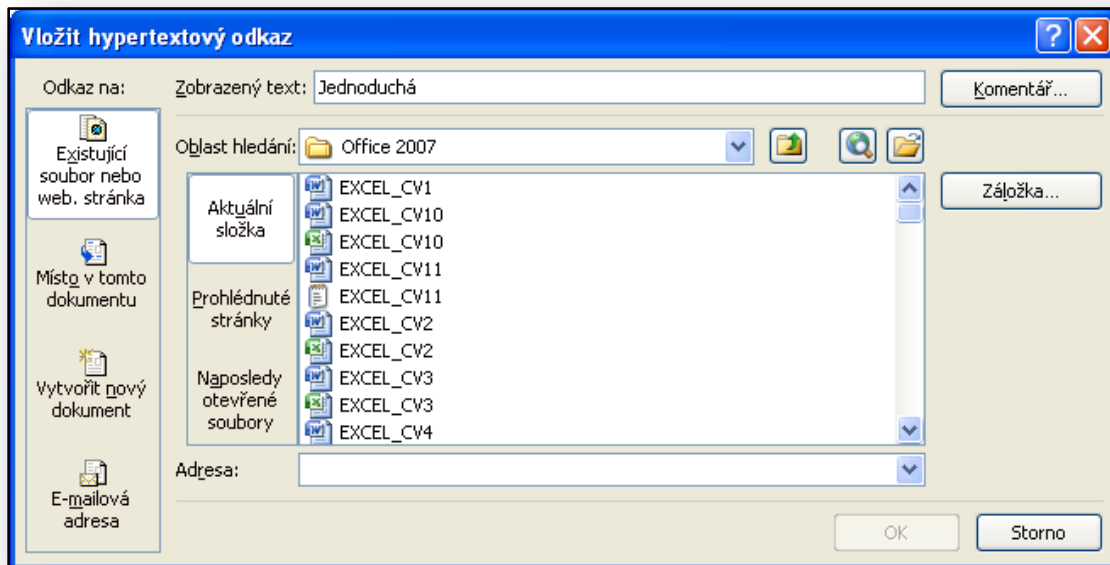 Vložit hypertextový odkaz
Odkaz na:
Zobrazený text: Jednoduchá
Komentář...
Existující
soubor nebo
web. stránka
Místo v tomto
dokumentu
Vytvořit nový
dokument
E-mailová
adresa
Oblast hledání: Office 2007
Aktuální
složka
Prohlédnuté
stránky
Naposledy
otevřené
soubory
EXCEL_CV1
EXCEL_CV10
EXCEL_CV10
EXCEL_CV11
EXCEL_CV11
EXCEL_CV2
EXCEL_CV2
EXCEL_CV3
EXCEL_CV3
EXCEL_CV4
Záložka...
Adresa:
OK
Storno